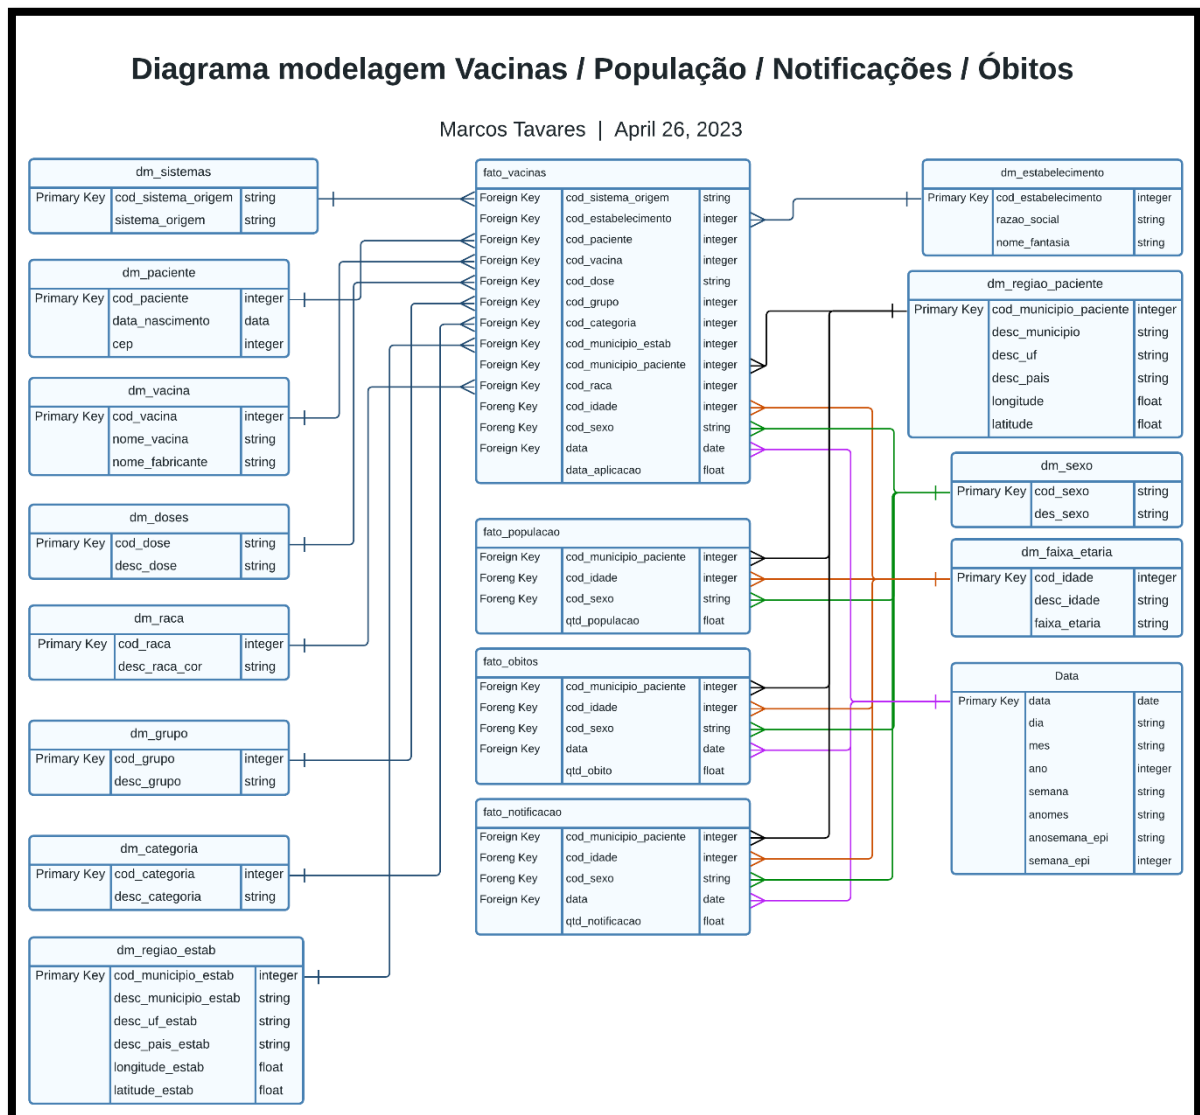 Diagrama modelagem Vacinas / População / Notificações / Óbitos
Marcos Tavares | April 26, 2023
dm_sistemas
Primary Key cod_sistema_origem string
sistema_origem string
dm_paciente
Primary Key cod_paciente integer
data_nascimento data
cep integer
dm_vacina
Primary Key cod_vacina integer
nome_vacina string
nome_fabricante string
dm_doses
Primary Key cod_dose string
desc_dose string
dm_raca
Primary Key cod_raca integer
desc_raca_cor string
dm_grupo
Primary Key cod_grupo integer
desc_grupo string
dm_categoria
Primary Key cod_categoria integer
desc_categoria string
dm_regiao_estab
Primary Key cod_municipio_estab integer
desc_municipio_estab string
desc_uf_estab string
desc_pais_estab string
longitude_estab float
latitude_estab float
fato_vacinas
Foreign Key cod_sistema_origem string
Foreign Key cod_estabelecimento integer
Foreign Key cod_paciente integer
Foreign Key cod_vacina integer
Foreign Key cod_dose string
Foreign Key cod_grupo integer
Foreign Key cod_categoria integer
Foreign Key cod_municipio_estab integer
Foreign Key cod_municipio_paciente integer
Foreign Key cod_raca integer
Foreng Key cod_idade integer
Foreng Key cod_sexo string
Foreign Key data date
data_aplicacao float
fato_populacao
Foreign Key cod_municipio_paciente integer
Foreng Key cod_idade integer
Foreng Key cod_sexo string
qtd_populacao float
fato_obitos
Foreign Key cod_municipio_paciente integer
Foreng Key cod_idade integer
Foreng Key cod_sexo string
Foreign Key data date
qtd_obito float
fato_notificacao
Foreign Key cod_municipio_paciente integer
Foreng Key cod_idade integer
Foreng Key cod_sexo string
Foreign Key data date
qtd_notificacao float
dm_estabelecimento
Primary Key cod_estabelecimento integer
razao_social string
nome_fantasia string
dm_regiao_paciente
Primary Key cod_municipio_paciente integer
desc_municipio string
desc_uf string
desc_pais string
longitude float
latitude float
dm_sexo
Primary Key cod_sexo string
des_sexo string
dm_faixa_etaria
Primary Key cod_idade integer
desc_idade string
faixa_etaria string
Data
Primary Key data date
dia string
mes string
ano integer
semana string
anomes string
anosemana_epi string
semana_epi integer